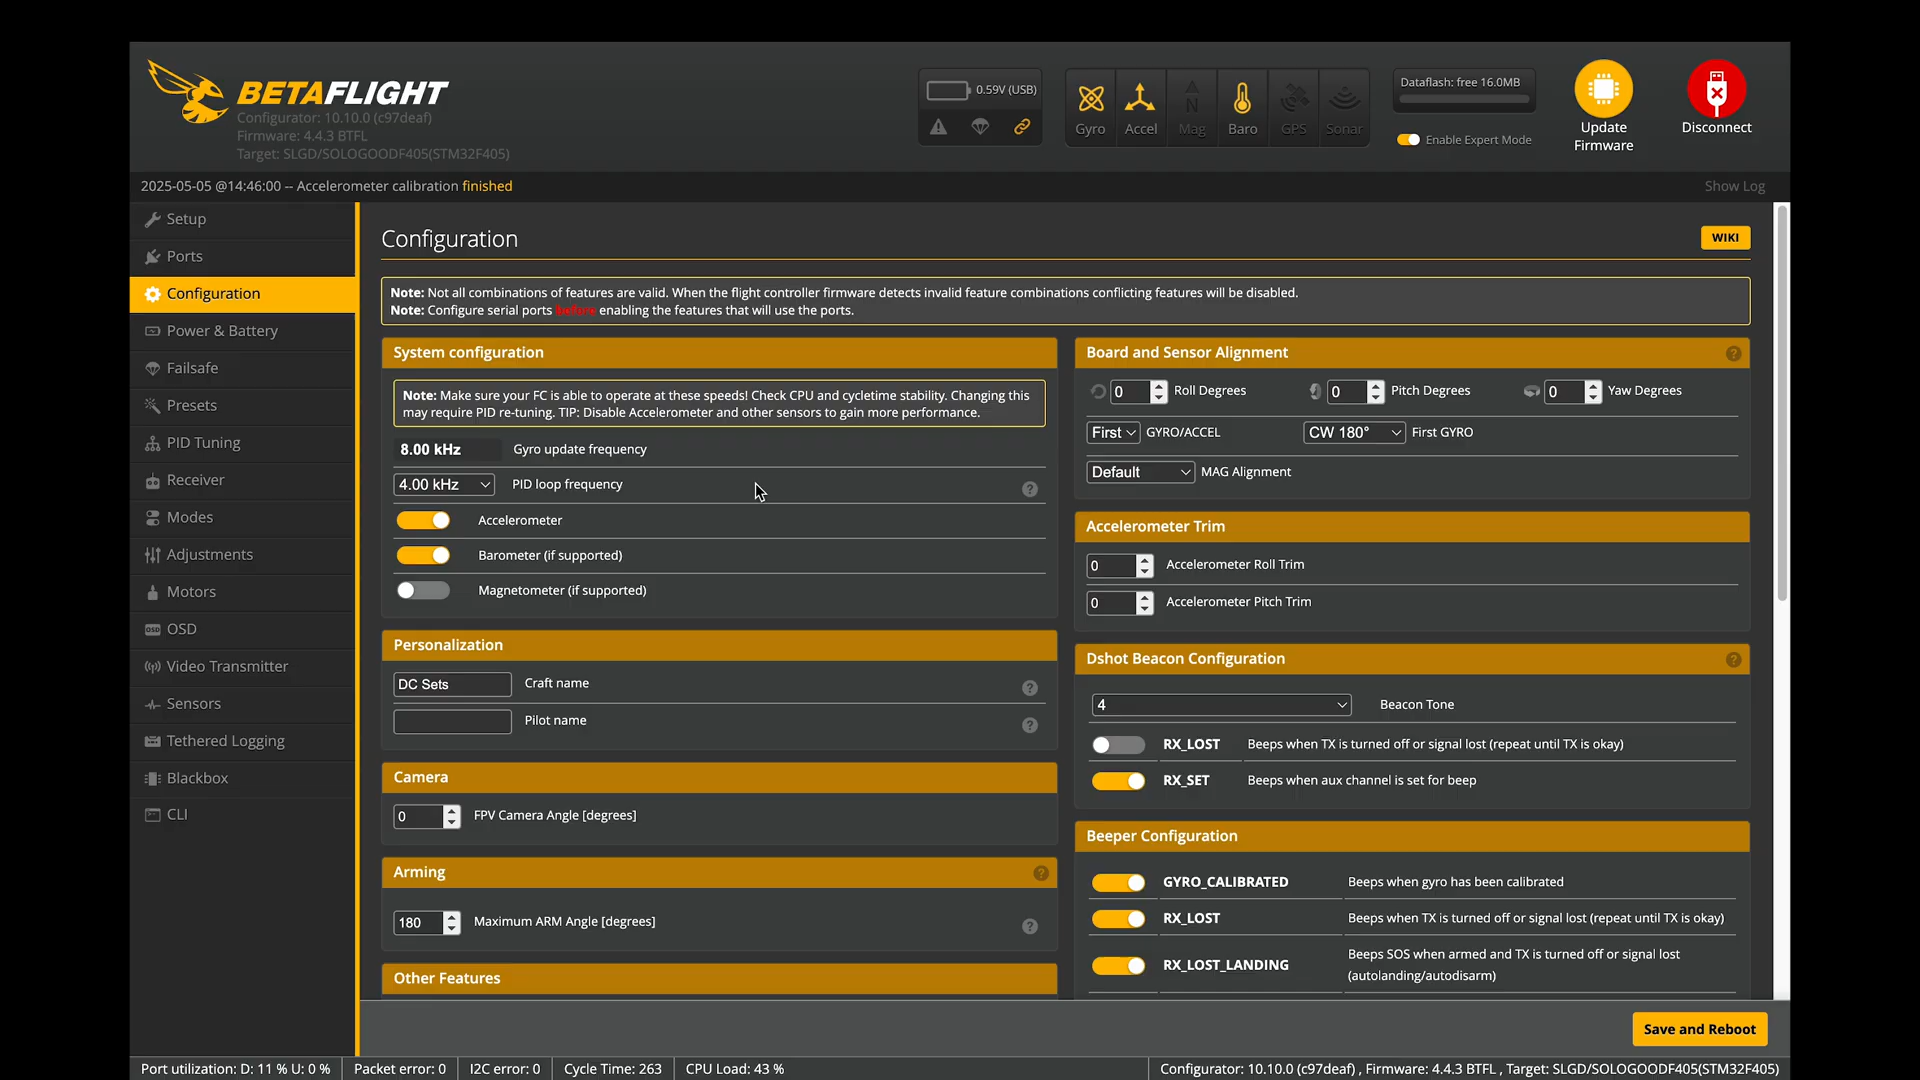 BETAFLIGHT
Configurator: 10.10.0 (c97deaf)
Firmware: 4.4.3 BTFL
Target: SLGD/SOLOGOODF405(STM32F405)
0.59V (USB)
Gyro
Accel
Mag
Baro
GPS
Sonar
Dataflash: free 16.0MB
Enable Expert Mode
Update
Firmware
Disconnect
2025-05-05 @14:46:00 -- Accelerometer calibration finished
Show Log
Setup
Ports
Configuration
Power & Battery
Failsafe
Presets
PID Tuning
Receiver
Modes
Adjustments
Motors
OSD
Video Transmitter
Sensors
Tethered Logging
Blackbox
CLI
Configuration
WIKI
Note: Not all combinations of features are valid. When the flight controller firmware detects invalid feature combinations conflicting features will be disabled.
Note: Configure serial ports before enabling the features that will use the ports.
System configuration
Note: Make sure your FC is able to operate at these speeds! Check CPU and cycletime stability. Changing this
may require PID re-tuning. TIP: Disable Accelerometer and other sensors to gain more performance.
8.00 kHz Gyro update frequency
4.00 kHz PID loop frequency
Accelerometer
Barometer (if supported)
Magnetometer (if supported)
Personalization
DC Sets Craft name
Pilot name
Camera
0 FPV Camera Angle [degrees]
Arming
180 Maximum ARM Angle [degrees]
Other Features
Board and Sensor Alignment
0 Roll Degrees 0 Pitch Degrees 0 Yaw Degrees
First GYRO/ACCEL CW 180° First GYRO
Default MAG Alignment
Accelerometer Trim
0 Accelerometer Roll Trim
0 Accelerometer Pitch Trim
Dshot Beacon Configuration
4 Beacon Tone
RX_LOST Beeps when TX is turned off or signal lost (repeat until TX is okay)
RX_SET Beeps when aux channel is set for beep
Beeper Configuration
GYRO_CALIBRATED Beeps when gyro has been calibrated
RX_LOST Beeps when TX is turned off or signal lost (repeat until TX is okay)
RX_LOST_LANDING Beeps SOS when armed and TX is turned off or signal lost
(autolanding/autodisarm)
Save and Reboot
Port utilization: D: 11 % U: 0 % Packet error: 0 I2C error: 0 Cycle Time: 263 CPU Load: 43 %
Configurator: 10.10.0 (c97deaf) , Firmware: 4.4.3 BTFL , Target: SLGD/SOLOGOODF405(STM32F405)